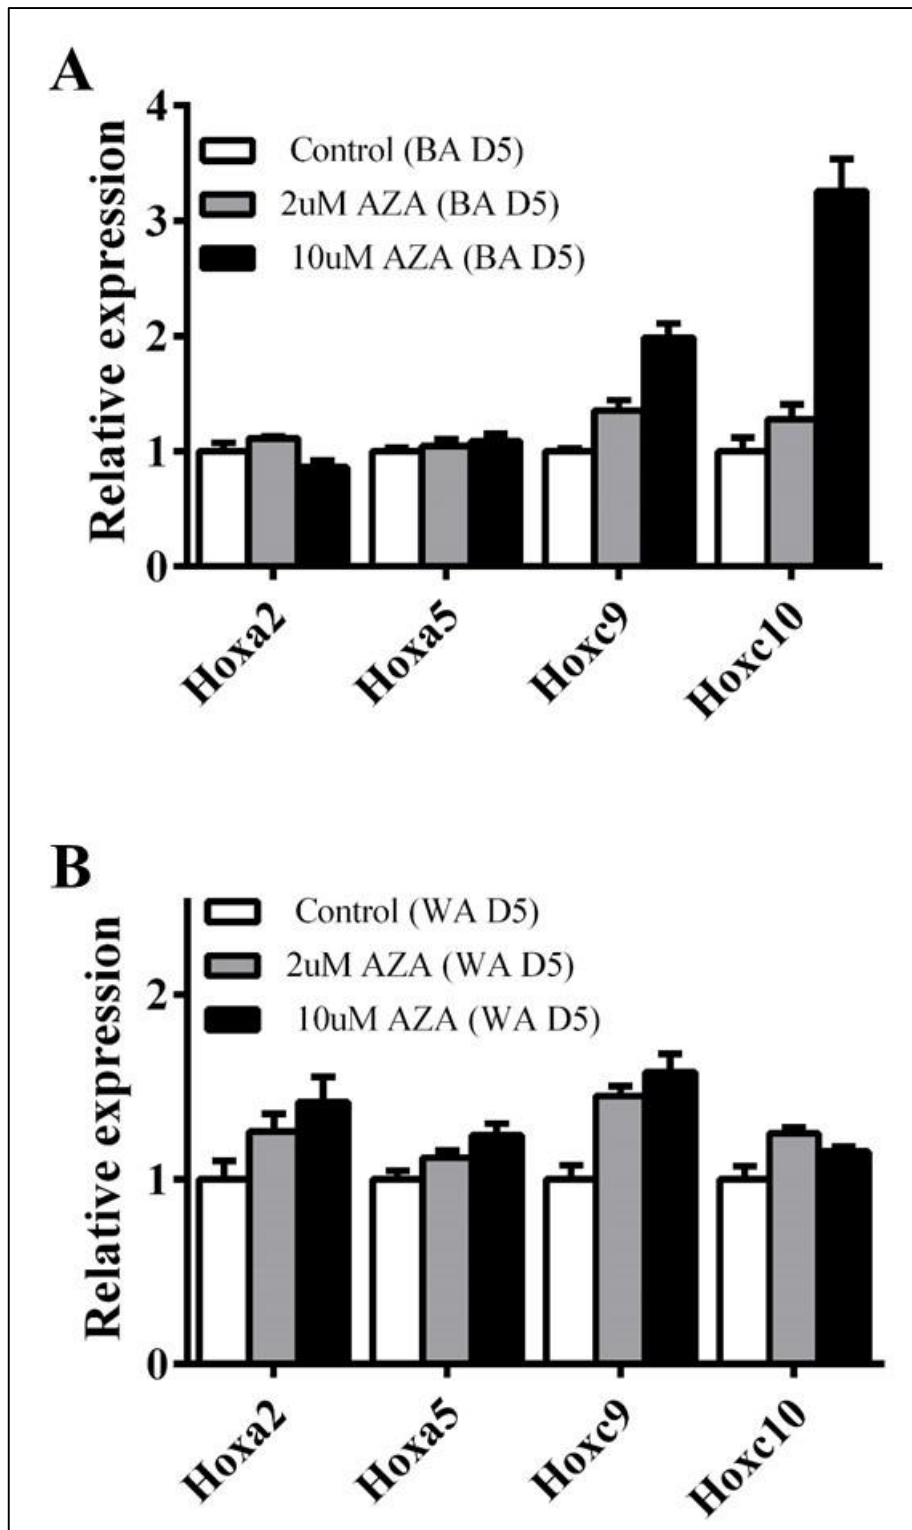 A
Relative expression
4
3
2
1
0
Control (BA D5)
2uM AZA (BA D5)
10uM AZA (BA D5)
Hoxa2
Hoxa5
Hoxc9
Hoxc10
B
Relative expression
2
1
0
Control (WA D5)
2uM AZA (WA D5)
10uM AZA (WA D5)
Hoxa2
Hoxa5
Hoxc9
Hoxc10